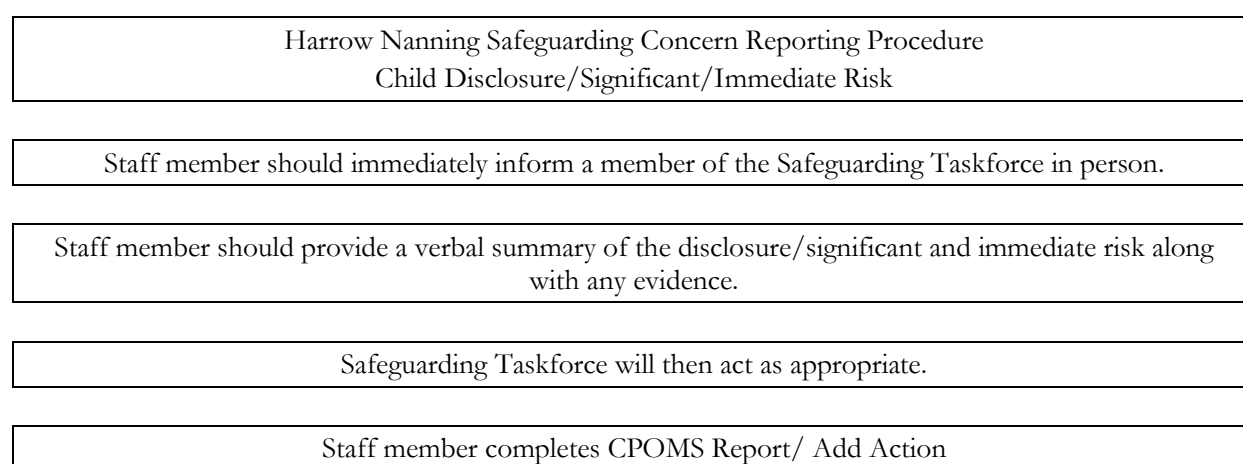 Harrow Nanning Safeguarding Concern Reporting Procedure
Child Disclosure/Significant/Immediate Risk
Staff member should immediately inform a member of the Safeguarding Taskforce in person.
Staff member should provide a verbal summary of the disclosure/significant and immediate risk along
with any evidence.
Safeguarding Taskforce will then act as appropriate.
Staff member completes CPOMS Report/ Add Action